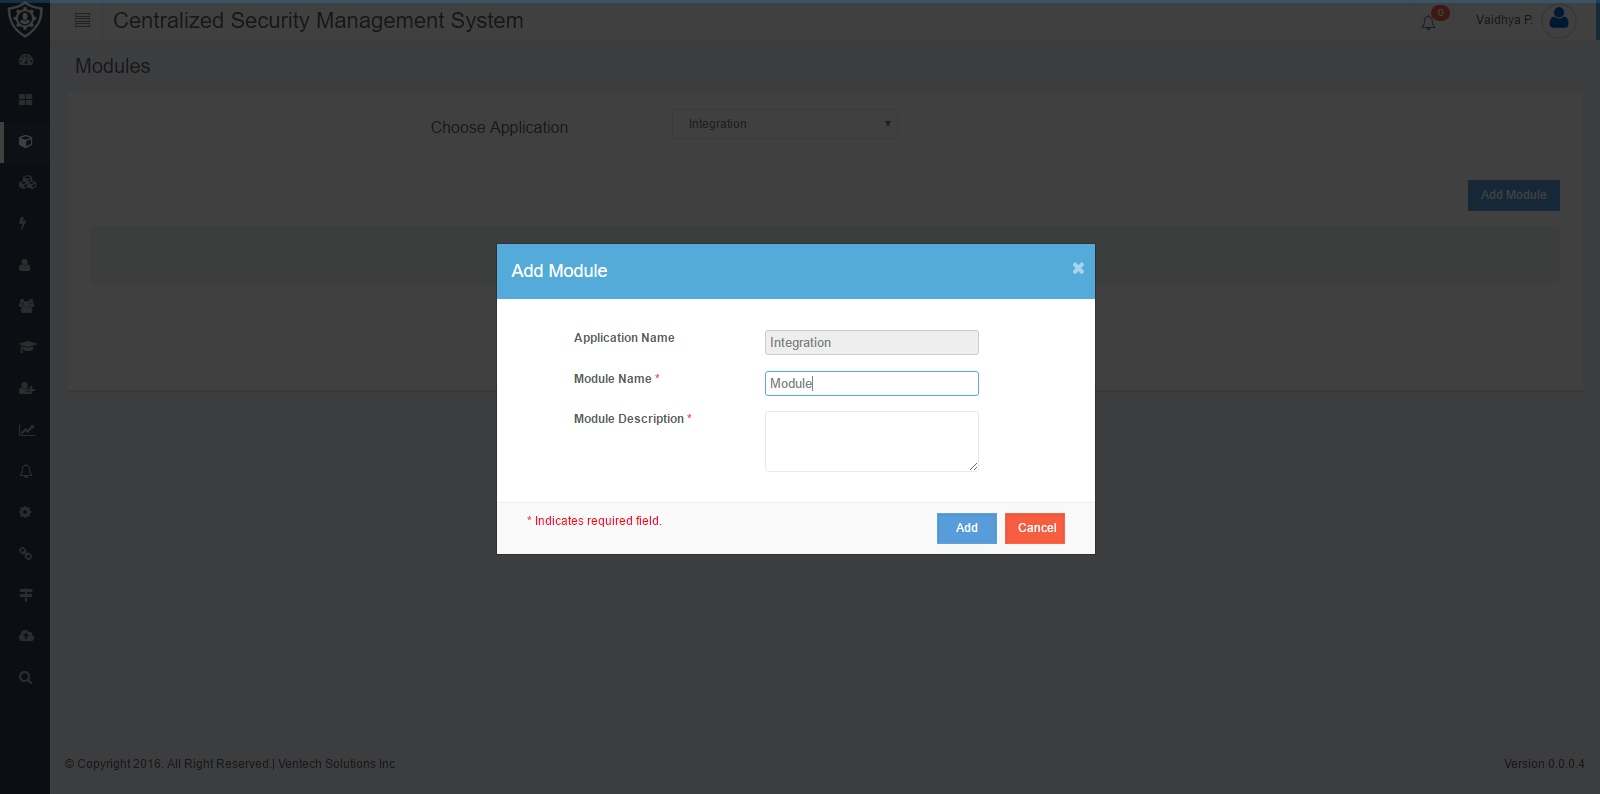 Centralized Security Management System
0
Vaidhya P.
Modules
Choose Application
Integration
Add Module
Add Module
Application Name
Integration
Module Name *
Module
Module Description *
* Indicates required field.
Add
Cancel
© Copyright 2016. All Right Reserved.| Ventech Solutions Inc
Version 0.0.0.4